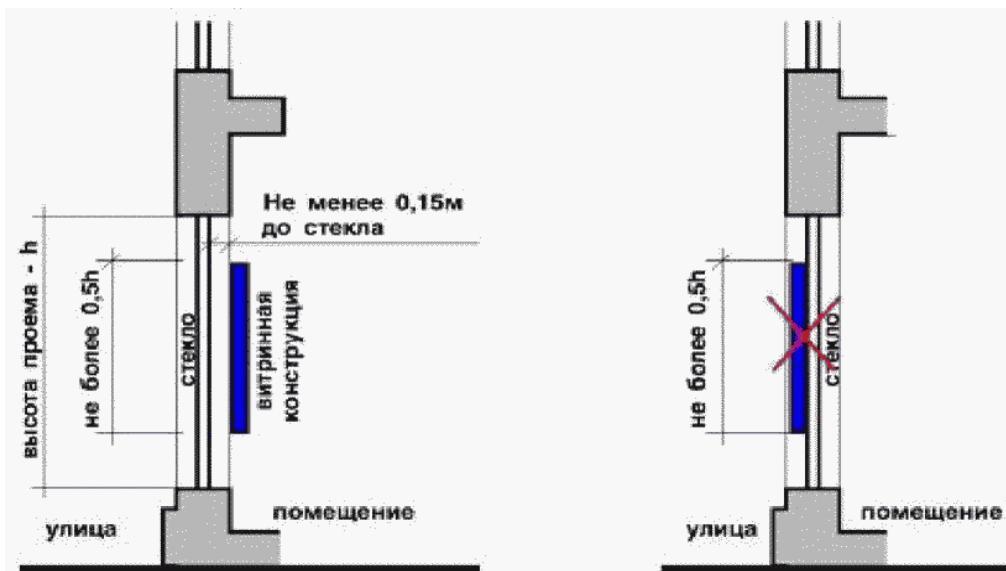 Не менее 0,15м
до стекла
высота проема - h
не более 0,5h
стекло
витринная
конструкция
улица
помещение
не более 0,5h
стекло
улица
помещение